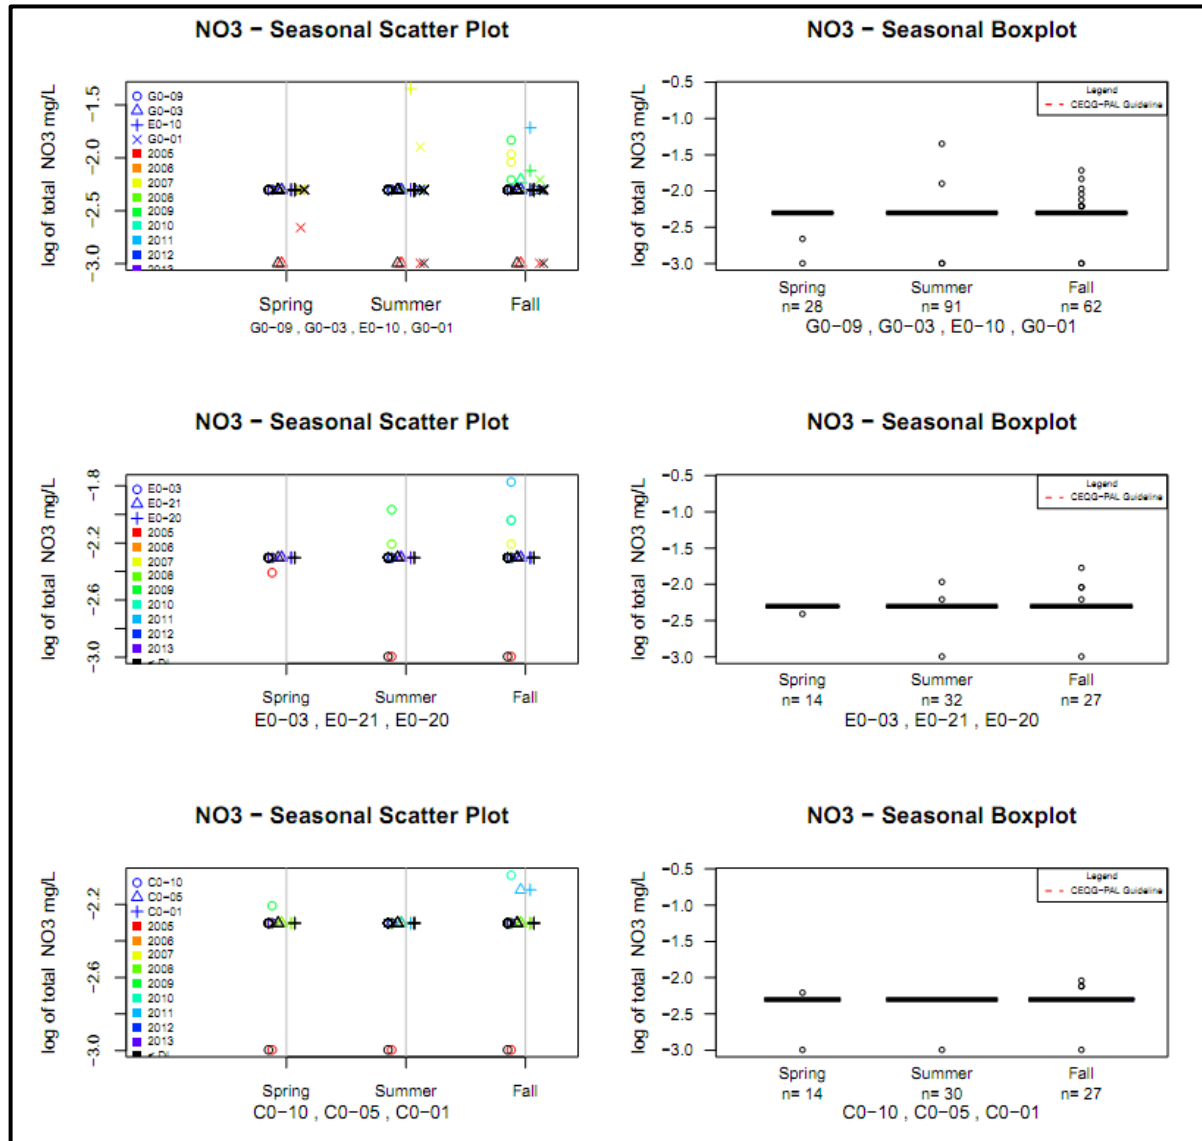 NO3 − Seasonal Scatter Plot
log of total NO3 mg/L
−1.5
−2.0
−2.5
−3.0
G0−09
G0−03
E0−10
G0−01
2005
2006
2007
2008
2009
2010
2011
2012
2013
Spring Summer Fall
G0−09 , G0−03 , E0−10 , G0−01
NO3 − Seasonal Boxplot
log of total NO3 mg/L
−0.5
−1.0
−1.5
−2.0
−2.5
−3.0
Legend
CEQG−PAL Guideline
Spring Summer Fall
n= 28 n= 91 n= 62
G0−09 , G0−03 , E0−10 , G0−01
NO3 − Seasonal Scatter Plot
log of total NO3 mg/L
−1.8
−2.2
−2.6
−3.0
E0−03
E0−21
E0−20
2005
2006
2007
2008
2009
2010
2011
2012
2013
Spring Summer Fall
E0−03 , E0−21 , E0−20
NO3 − Seasonal Boxplot
log of total NO3 mg/L
−0.5
−1.0
−1.5
−2.0
−2.5
−3.0
Legend
CEQG−PAL Guideline
Spring Summer Fall
n= 14 n= 32 n= 27
E0−03 , E0−21 , E0−20
NO3 − Seasonal Scatter Plot
log of total NO3 mg/L
−2.2
−2.6
−3.0
C0−10
C0−05
C0−01
2005
2006
2007
2008
2009
2010
2011
2012
2013
Spring Summer Fall
C0−10 , C0−05 , C0−01
NO3 − Seasonal Boxplot
log of total NO3 mg/L
−0.5
−1.0
−1.5
−2.0
−2.5
−3.0
Legend
CEQG−PAL Guideline
Spring Summer Fall
n= 14 n= 30 n= 27
C0−10 , C0−05 , C0−01